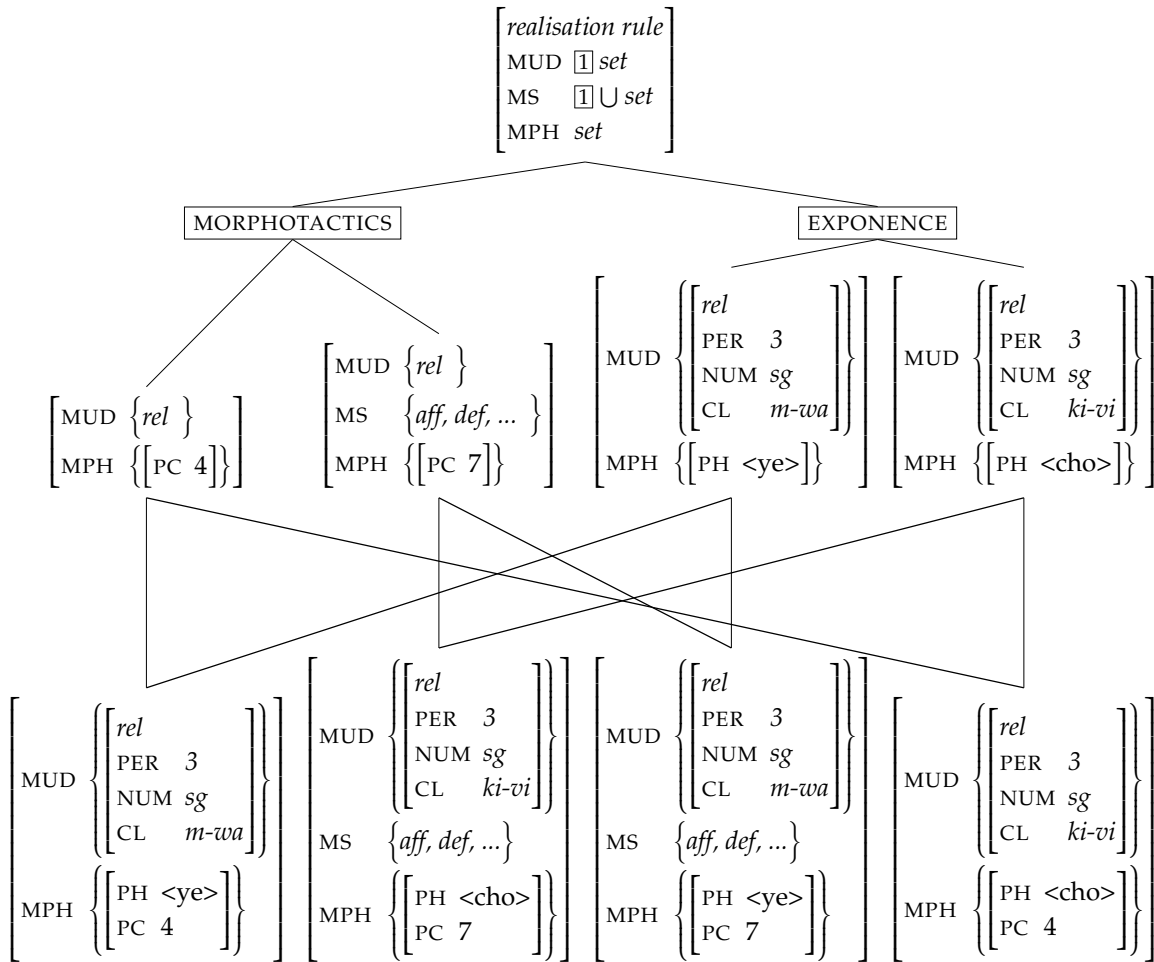 realisation rule
MUD 1 set
MS 1 ∪ set
MPH set
MORPHOTACTICS
EXPONENCE
MUD {rel }
MPH {[PC 4]}
MUD {rel }
MS {aff, def, ... }
MPH {[PC 7]}
rel
PER 3
MUD
NUM sg
CL m-wa
MPH {[PH <ye>]}
rel
PER 3
MUD
NUM sg
CL ki-vi
MPH {[PH <cho>]}
rel
PER 3
MUD
NUM sg
CL m-wa
PH <ye>
MPH
PC 4
rel
PER 3
MUD
NUM sg
CL ki-vi
MS {aff, def, ...}
PH <cho>
MPH
PC 7
rel
PER 3
MUD
NUM sg
CL m-wa
MS {aff, def, ...}
PH <ye>
MPH
PC 7
rel
PER 3
MUD
NUM sg
CL ki-vi
PH <cho>
MPH
PC 4